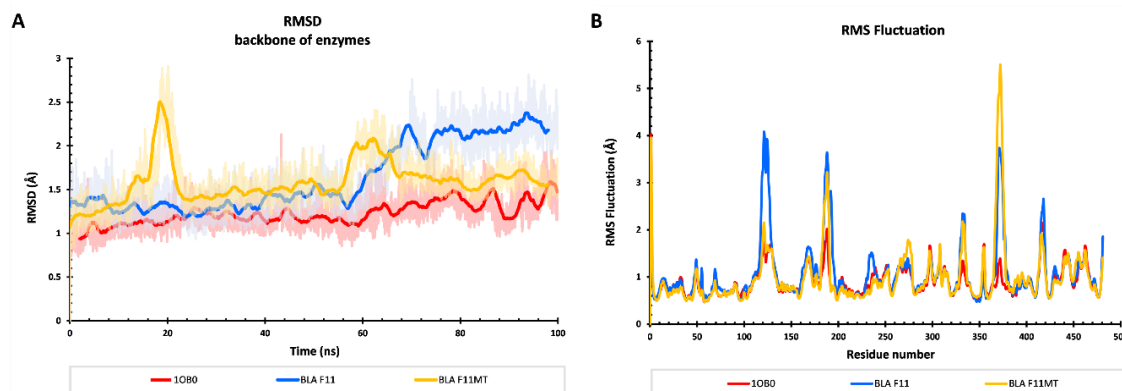 A
RMSD
backbone of enzymes
3
2.5
2
1.5
1
0.5
0
RMSD (Å)
0 20 40 60 80 100
Time (ns)
1OB0 BLA F11 BLA F11MT
B
RMS Fluctuation
6
5
4
3
2
1
0
RMS Fluctuation (Å)
0 50 100 150 200 250 300 350 400 450 500
Residue number
1OB0 BLA F11 BLA F11MT